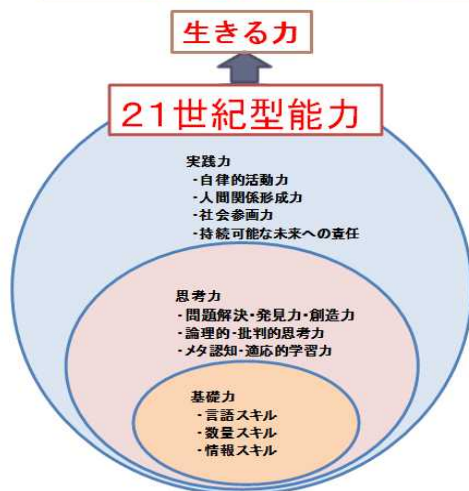 生きる力
21世紀型能力
実践力
・自律的活動力
・人間関係形成力
・社会参画力
・持続可能な未来への責任
思考力
・問題解決・発見力・創造力
・論理的・批判的思考力
・メタ認知・適応的学習力
基礎力
・言語スキル
・数量スキル
・情報スキル